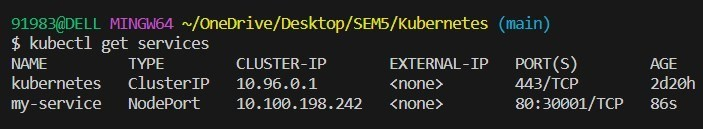 91983@DELL MINGW64 ~/OneDrive/Desktop/SEM5/Kubernetes (main)
$ kubectl get services
NAME TYPE CLUSTER-IP EXTERNAL-IP PORT(S) AGE
kubernetes ClusterIP 10.96.0.1 <none> 443/TCP 2d20h
my-service NodePort 10.100.198.242 <none> 80:30001/TCP 86s